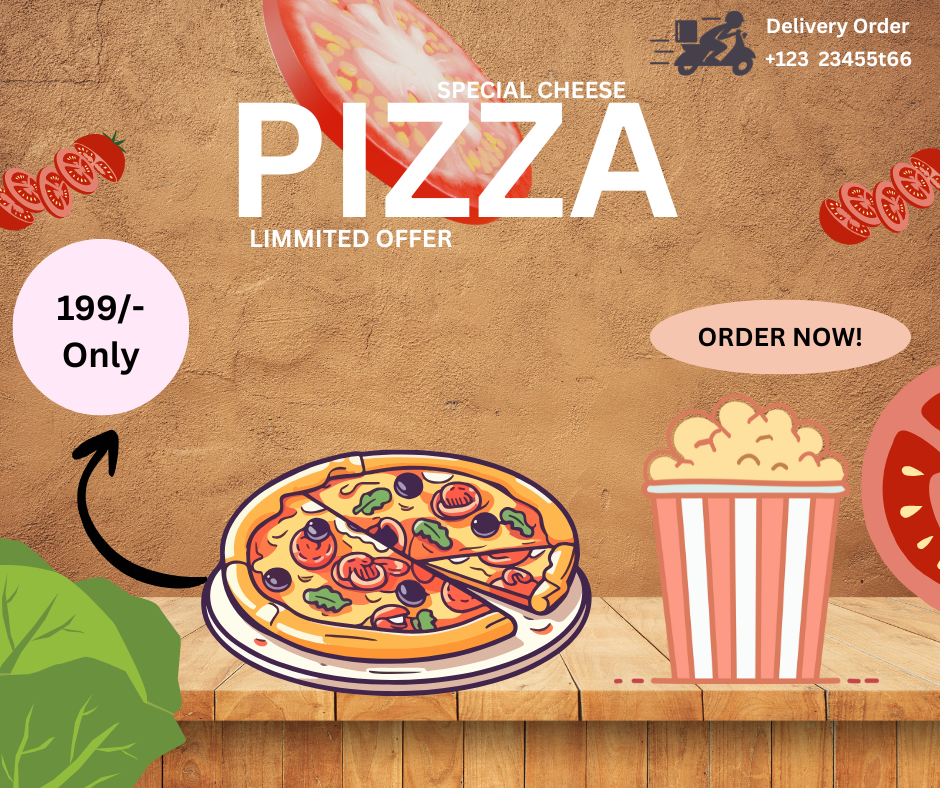 Delivery Order
+123 23455t66
SPECIAL CHEESE
PIZZA
LIMMITED OFFER
199/-
Only
ORDER NOW!